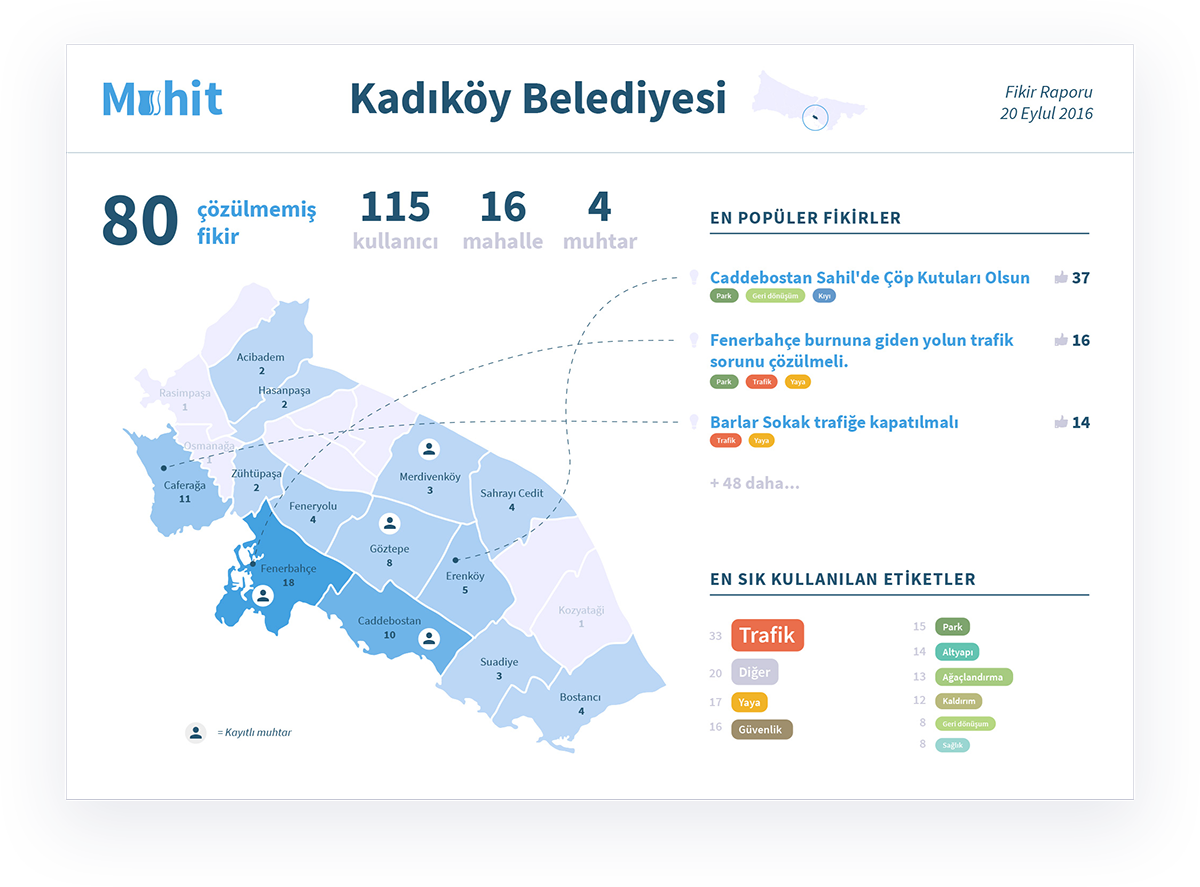 Muhit
Kadıköy Belediyesi
Fikir Raporu
20 Eylul 2016
80
çözülmemiş
fikir
115
kullanıcı
16
mahalle
4
muhtar
Acibadem
2
Hasanpaşa
2
Rasimpaşa
1
Osmanağa
1
Zühtüpaşa
2
Caferağa
11
Merdivenköy
3
Sahrayı Cedit
4
Feneryolu
4
Göztepe
8
Fenerbahçe
18
Erenköy
5
Kozyataği
1
Caddebostan
10
Suadiye
3
Bostancı
4
= Kayıtlı muhtar
EN POPÜLER FİKİRLER
Caddebostan Sahil'de Çöp Kutuları Olsun
37
Park Geri dönüşüm Kıyı
Fenerbahçe burnuna giden yolun trafik
16
sorunu çözülmeli.
Park Trafik Yaya
Barlar Sokak trafiğe kapatılmalı
14
Trafik Yaya
+ 48 daha...
EN SIK KULLANILAN ETİKETLER
33 Trafik
20 Diğer
17 Yaya
16 Güvenlik
15 Park
14 Altyapı
13 Ağaçlandırma
12 Kaldırım
8 Geri dönüşum
8 Sağlık